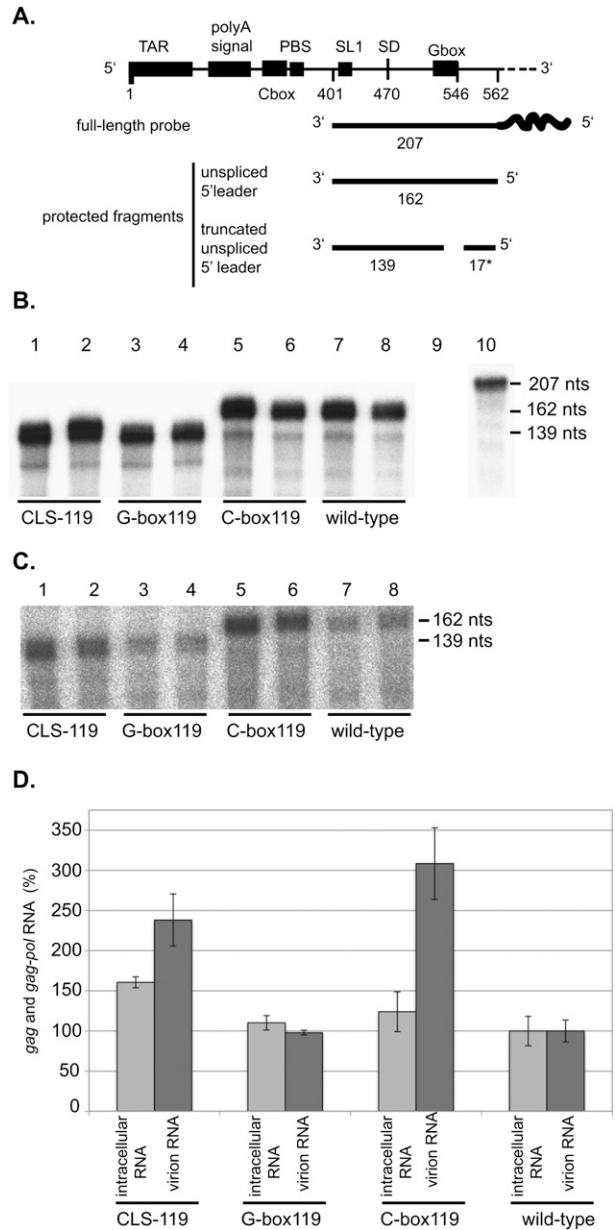 A.
polyA
TAR signal PBS SL1 SD Gbox
5‘ 3‘
1 Cbox 401 470 546 562
full-length probe 3‘ 5‘
207
unspliced
5'leader 3‘ 5‘
162
protected fragments
truncated
unspliced 3‘ 5‘
5' leader 139 17*
B.
1 2 3 4 5 6 7 8 9 10
207 nts
162 nts
139 nts
CLS-119 G-box119 C-box119 wild-type
C.
1 2 3 4 5 6 7 8
162 nts
139 nts
CLS-119 G-box119 C-box119 wild-type
D.
gag and gag-pol RNA (%)
350
300
250
200
150
100
50
0
intracellular RNA
virion RNA
intracellular RNA
virion RNA
intracellular RNA
virion RNA
intracellular RNA
virion RNA
CLS-119 G-box119 C-box119 wild-type